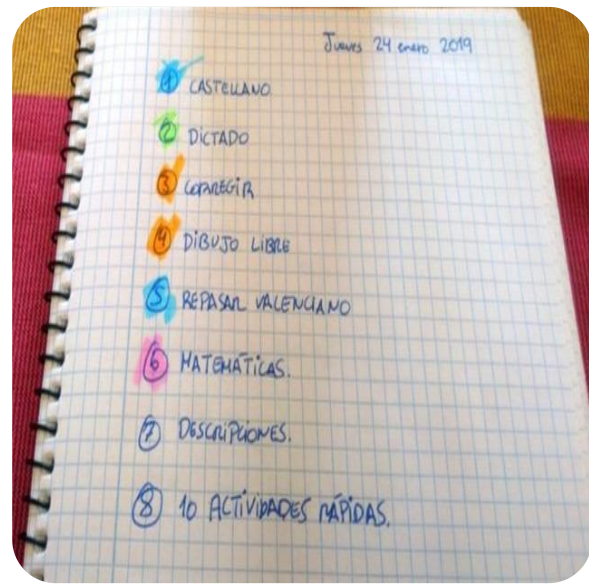 Jueves 24 enero 2019
1 CASTELLANO
2 DICTADO
3 CORREGIR
4 DIBUJO LIBRE
5 REPASAR VALENCIANO
6 MATEMÁTICAS.
7 DESCRIPCIONES.
8 10 ACTIVIDADES RÁPIDAS.